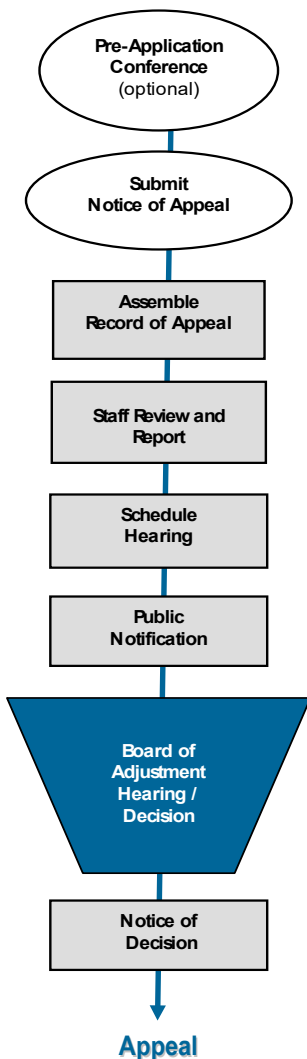 Pre-Application
Conference
(optional)
Submit
Notice of Appeal
Assemble
Record of Appeal
Staff Review and
Report
Schedule
Hearing
Public
Notification
Board of
Adjustment
Hearing /
Decision
Notice of
Decision
Appeal